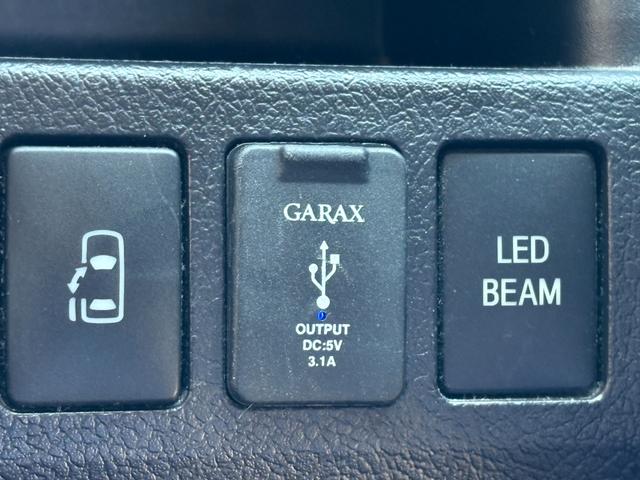 GARAX
OUTPUT
DC:5V
3.1A
LED
BEAM